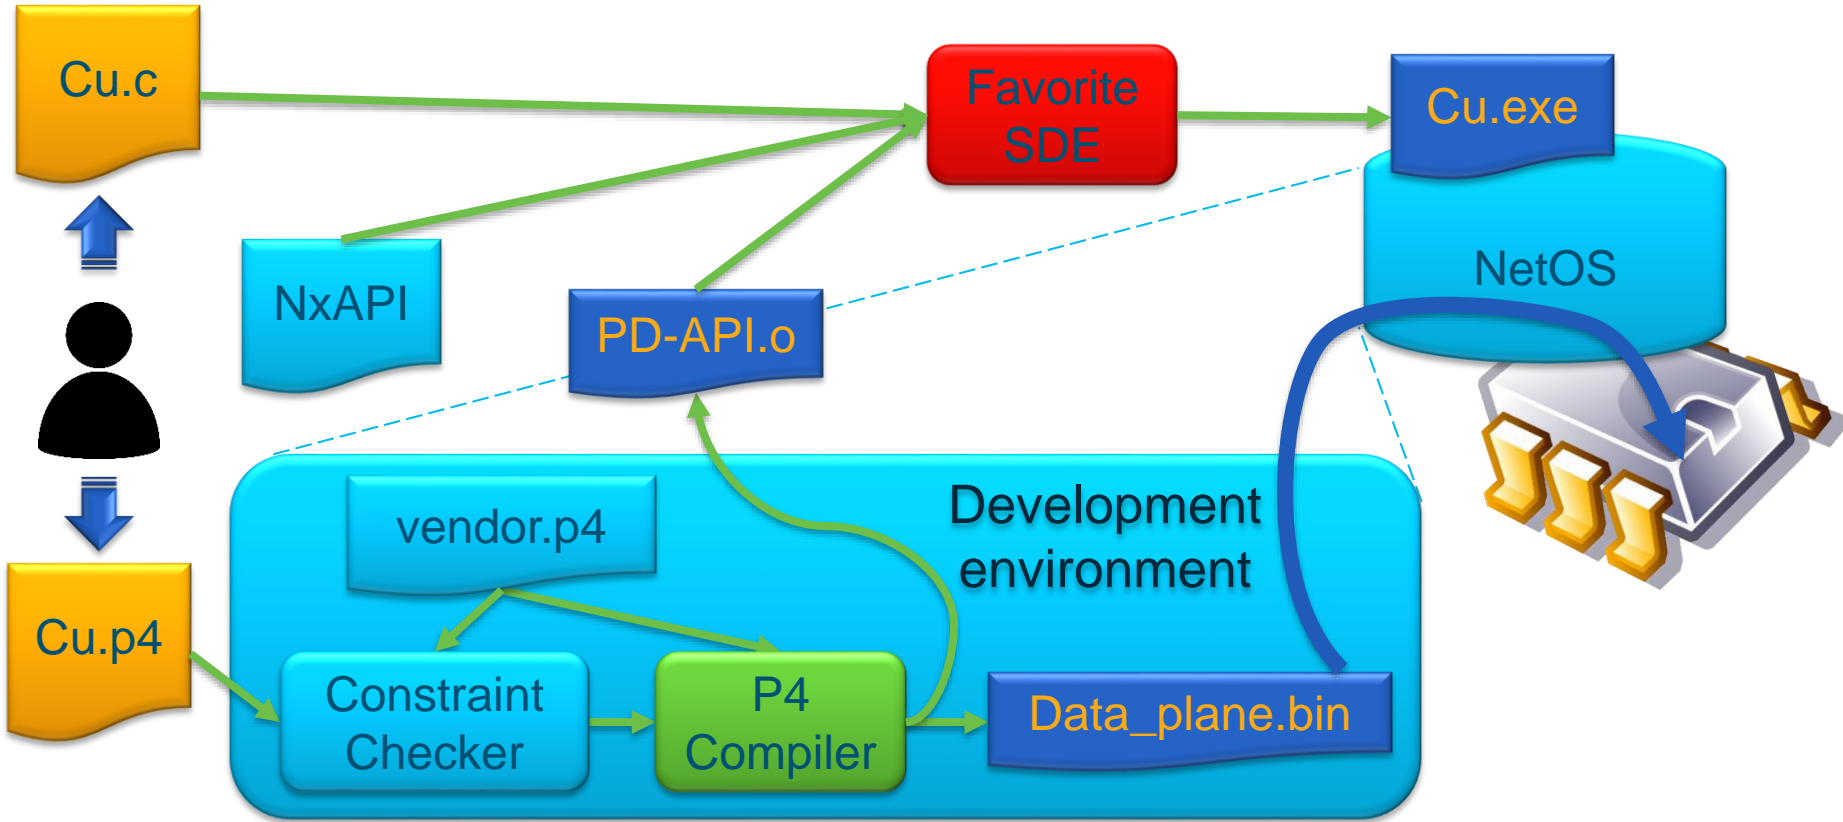 Cu.c
Favorite
SDE
Cu.exe
NetOS
NxAPI
PD-API.o
Development
environment
vendor.p4
Cu.p4
Constraint
Checker
P4
Compiler
Data_plane.bin